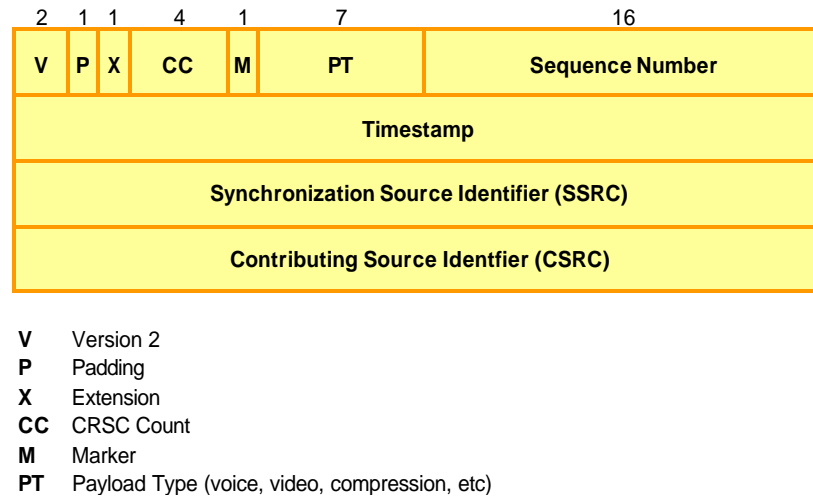 2 1 1 4 1 7 16
V P X CC M PT Sequence Number
Timestamp
Synchronization Source Identifier (SSRC)
Contributing Source Identfier (CSRC)
V Version 2
P Padding
X Extension
CC CRSC Count
M Marker
PT Payload Type (voice, video, compression, etc)